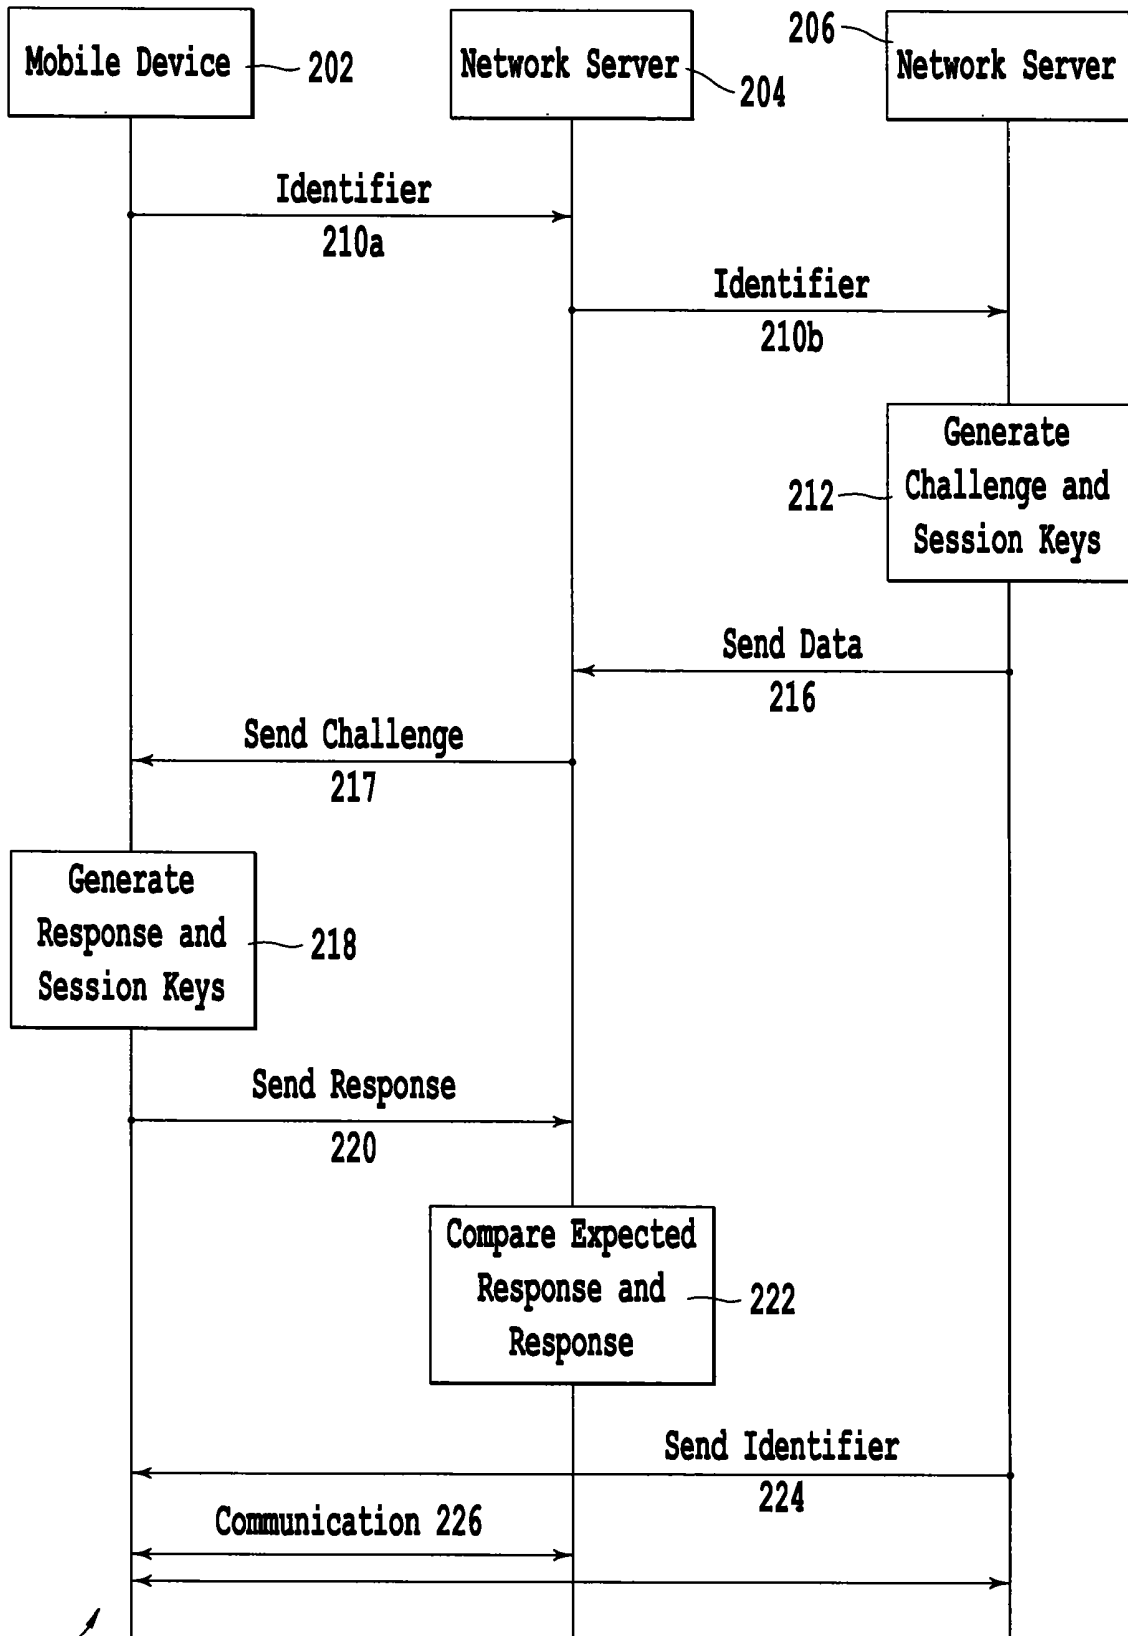 Mobile Device
202
Network Server
204
206
Network Server
Identifier
210a
Identifier
210b
Generate
Challenge and
Session Keys
212
Send Data
216
Send Challenge
217
Generate
Response and
Session Keys
218
Send Response
220
Compare Expected
Response and
Response
222
Send Identifier
224
Communication 226